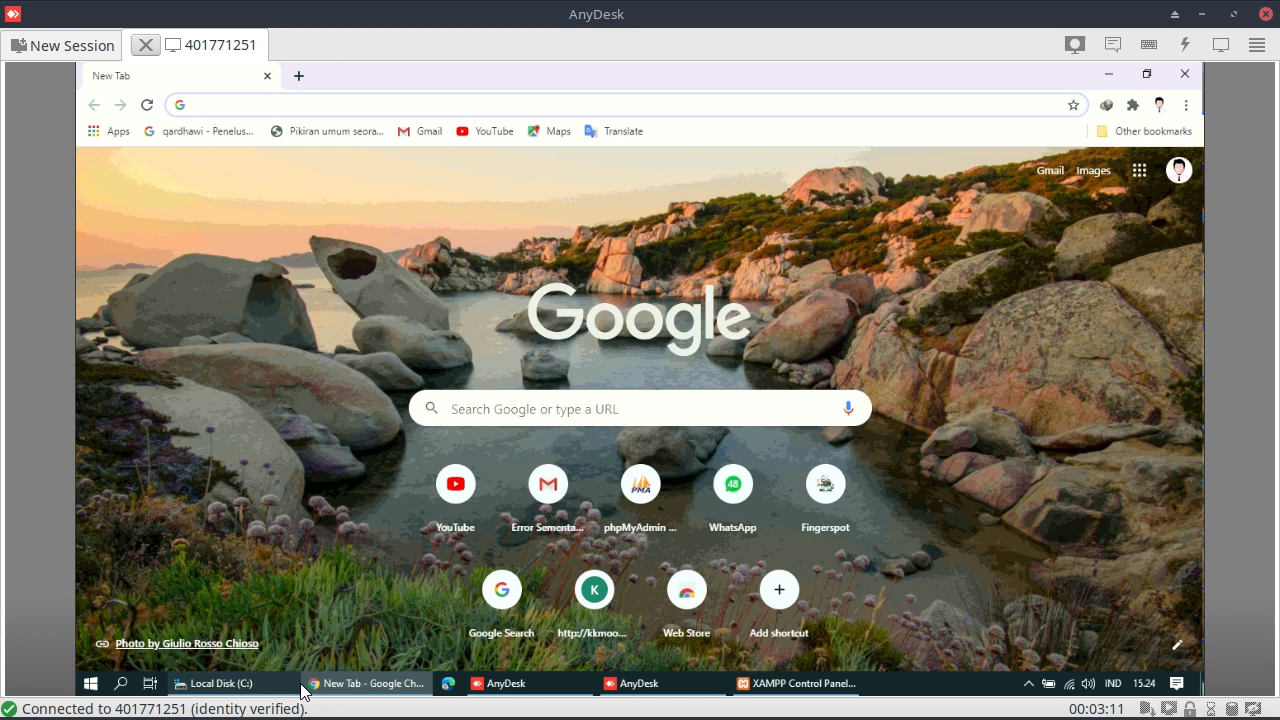 AnyDesk
New Session
401771251
New Tab
Apps
qardhawi - Penelus...
Pikiran umum seora...
Gmail
YouTube
Maps
Translate
Other bookmarks
Gmail
Images
Google
Search Google or type a URL
PMA
48
YouTube
Error Sementa...
phpMyAdmin ...
WhatsApp
Fingerspot
K
Google Search
http://kkmoo...
Web Store
Add shortcut
Photo by Giulio Rosso Chioso
Local Disk (C:)
New Tab - Google Ch...
AnyDesk
AnyDesk
XAMPP Control Panel...
IND
15.24
Connected to 401771251 (identity verified).
00:03:11